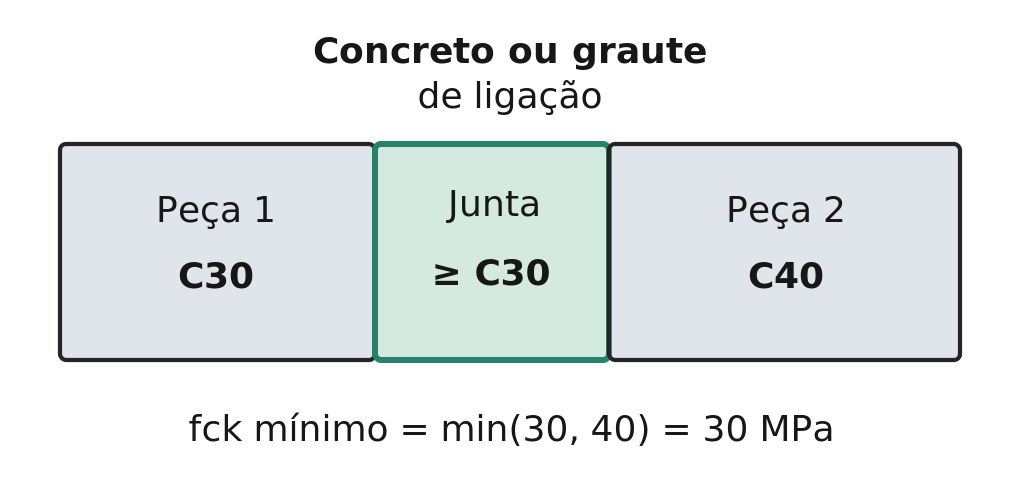 Concreto ou graute
de ligação
Peça 1
C30
Junta
≥ C30
Peça 2
C40
fck mínimo = min(30, 40) = 30 MPa